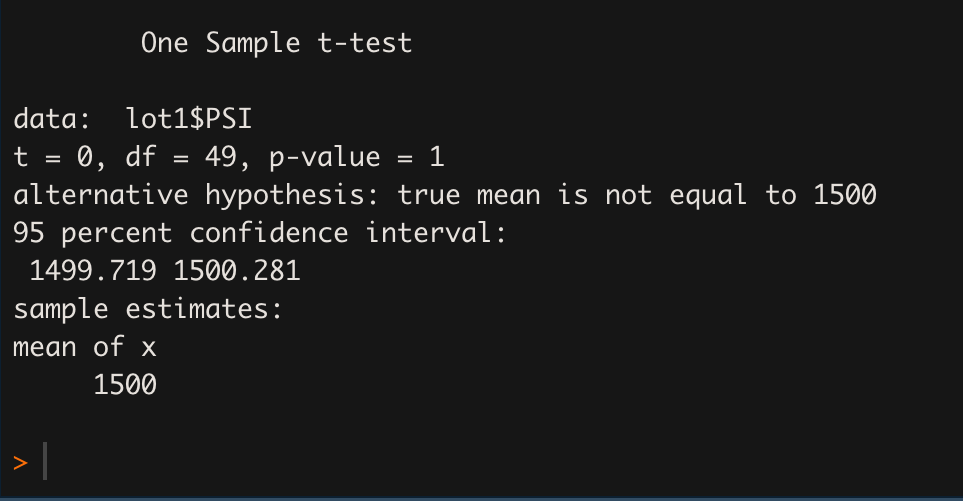 One Sample t-test
data:  lot1$PSI
t = 0, df = 49, p-value = 1
alternative hypothesis: true mean is not equal to 1500
95 percent confidence interval:
 1499.719 1500.281
sample estimates:
mean of x
     1500
>